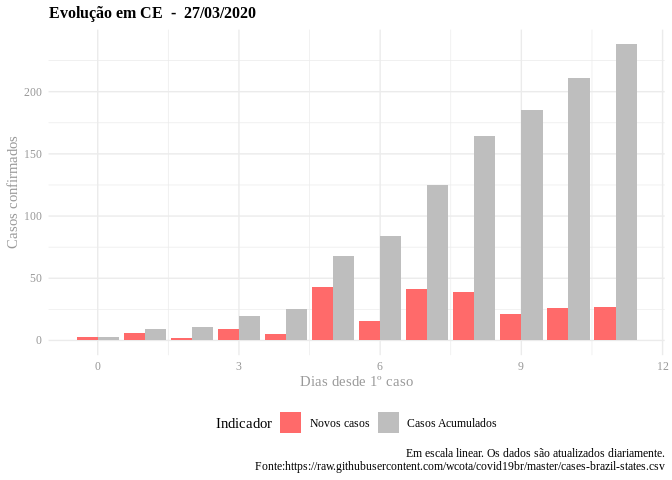 Evolução em CE  -  27/03/2020
Casos confirmados
200
150
100
50
0
0 3 6 9 12
Dias desde 1º caso
Indicador Novos casos Casos Acumulados
Em escala linear. Os dados são atualizados diariamente.
Fonte:https://raw.githubusercontent.com/wcota/covid19br/master/cases-brazil-states.csv